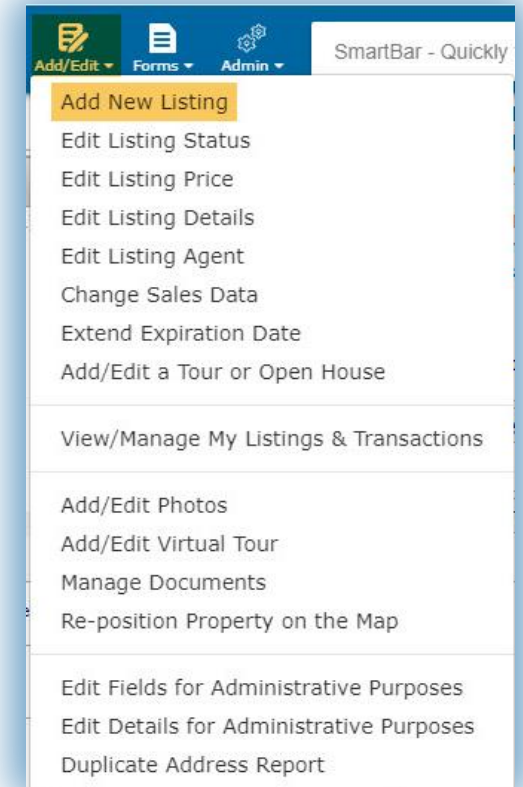 Add/Edit Forms Admin SmartBar - Quickly
Add New Listing
Edit Listing Status
Edit Listing Price
Edit Listing Details
Edit Listing Agent
Change Sales Data
Extend Expiration Date
Add/Edit a Tour or Open House
View/Manage My Listings & Transactions
Add/Edit Photos
Add/Edit Virtual Tour
Manage Documents
Re-position Property on the Map
Edit Fields for Administrative Purposes
Edit Details for Administrative Purposes
Duplicate Address Report